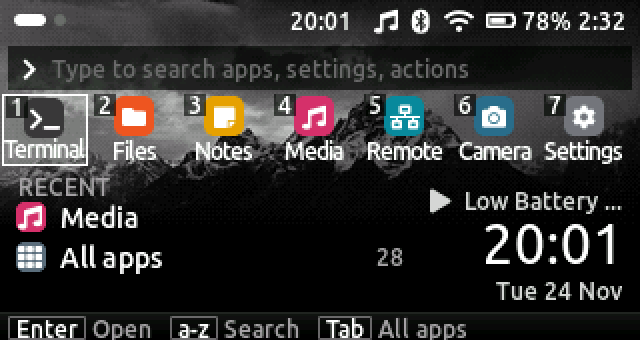 20:01 78% 2:32
Type to search apps, settings, actions
1 2 3 4 5 6 7
Terminal Files Notes Media Remote Camera Settings
RECENT
Media
All apps 28
Low Battery ...
20:01
Tue 24 Nov
Enter Open a-z Search Tab All apps